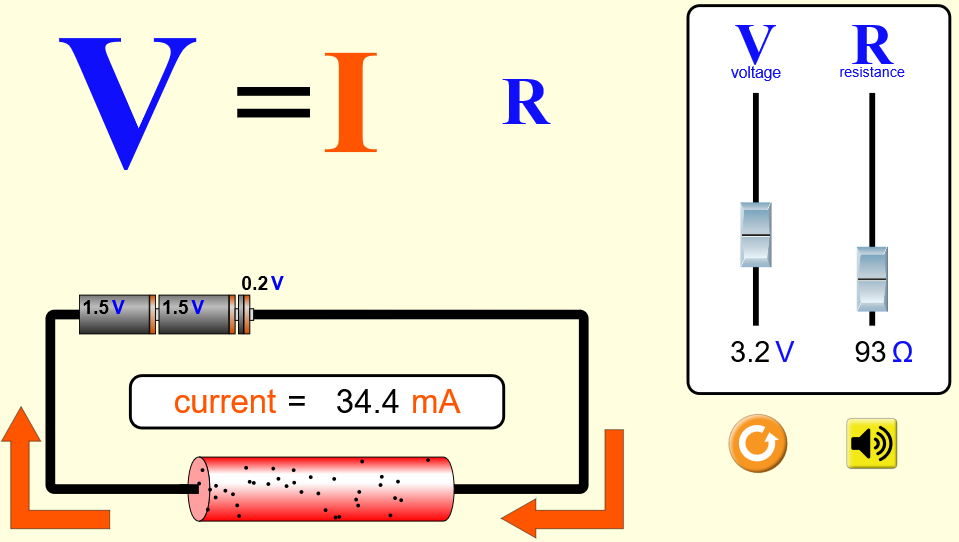 V = I R
V R
voltage resistance
0.2 V
1.5 V 1.5 V
3.2 V 93 Ω
current = 34.4 mA